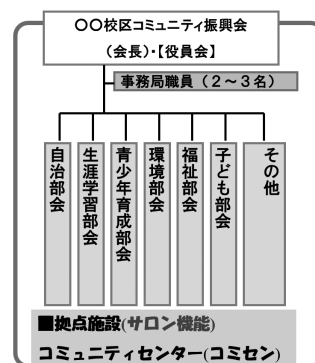 〇〇校区コミュニティ振興会
(会長)・【役員会】
事務局職員(2~3名)
自治部会
生涯学習部会
青少年育成部会
環境部会
福祉部会
子ども部会
その他
■拠点施設(サロン機能)
コミュニティセンター(コミセン)